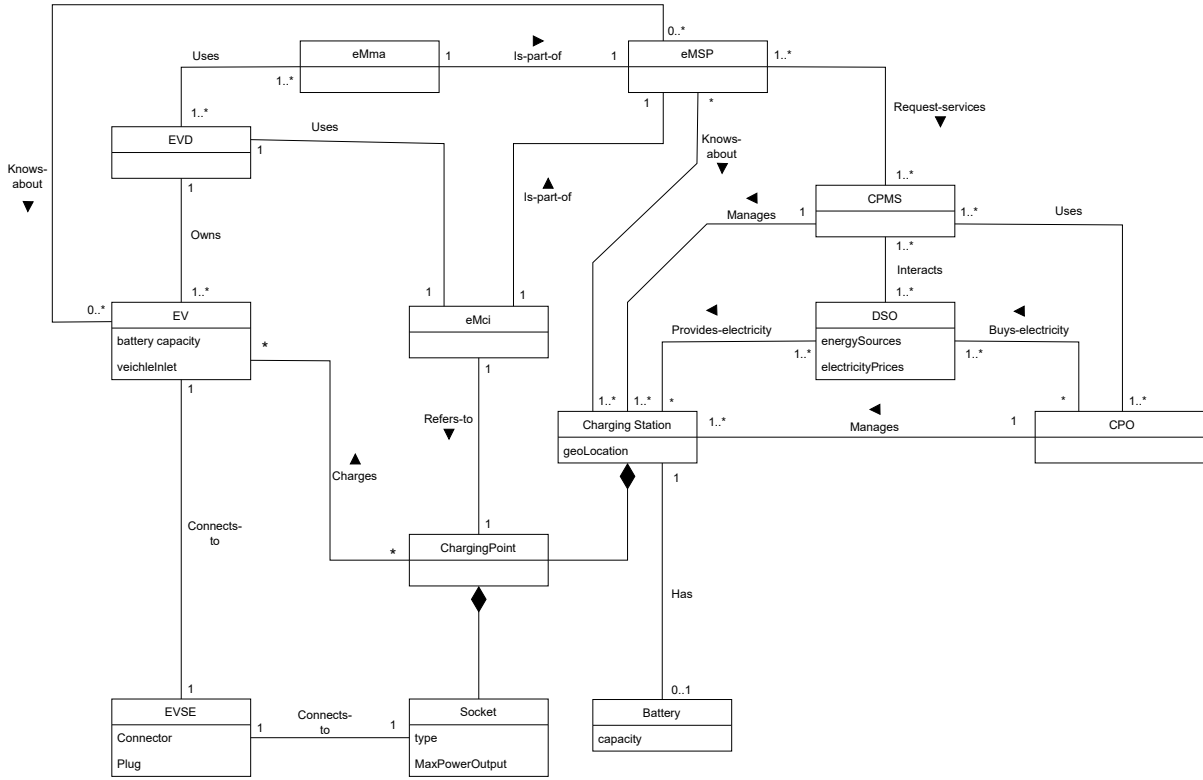 0..*
eMma
1
Is-part-of
1
eMSP
1..*
Uses
1..*
1..*
1
*
Request-services
EVD
1
Uses
Knows-
about
Knows-
about
1
Is-part-of
1..*
CPMS
Manages
1
1..*
Uses
Owns
1..*
Interacts
1..*
1
1
1..*
0..*
EV
battery capacity
veichleInlet
*
eMci
Provides-electricity
1..*
DSO
energySources
electricityPrices
Buys-electricity
1..*
1
1
1..*
1..*
*
*
1..*
Refers-to
Charging Station
geoLocation
1..*
Manages
1
CPO
Charges
1
Connects-
to
1
*
ChargingPoint
Has
1
0..1
EVSE
Connector
Plug
1
Connects-
to
1
Socket
type
MaxPowerOutput
Battery
capacity